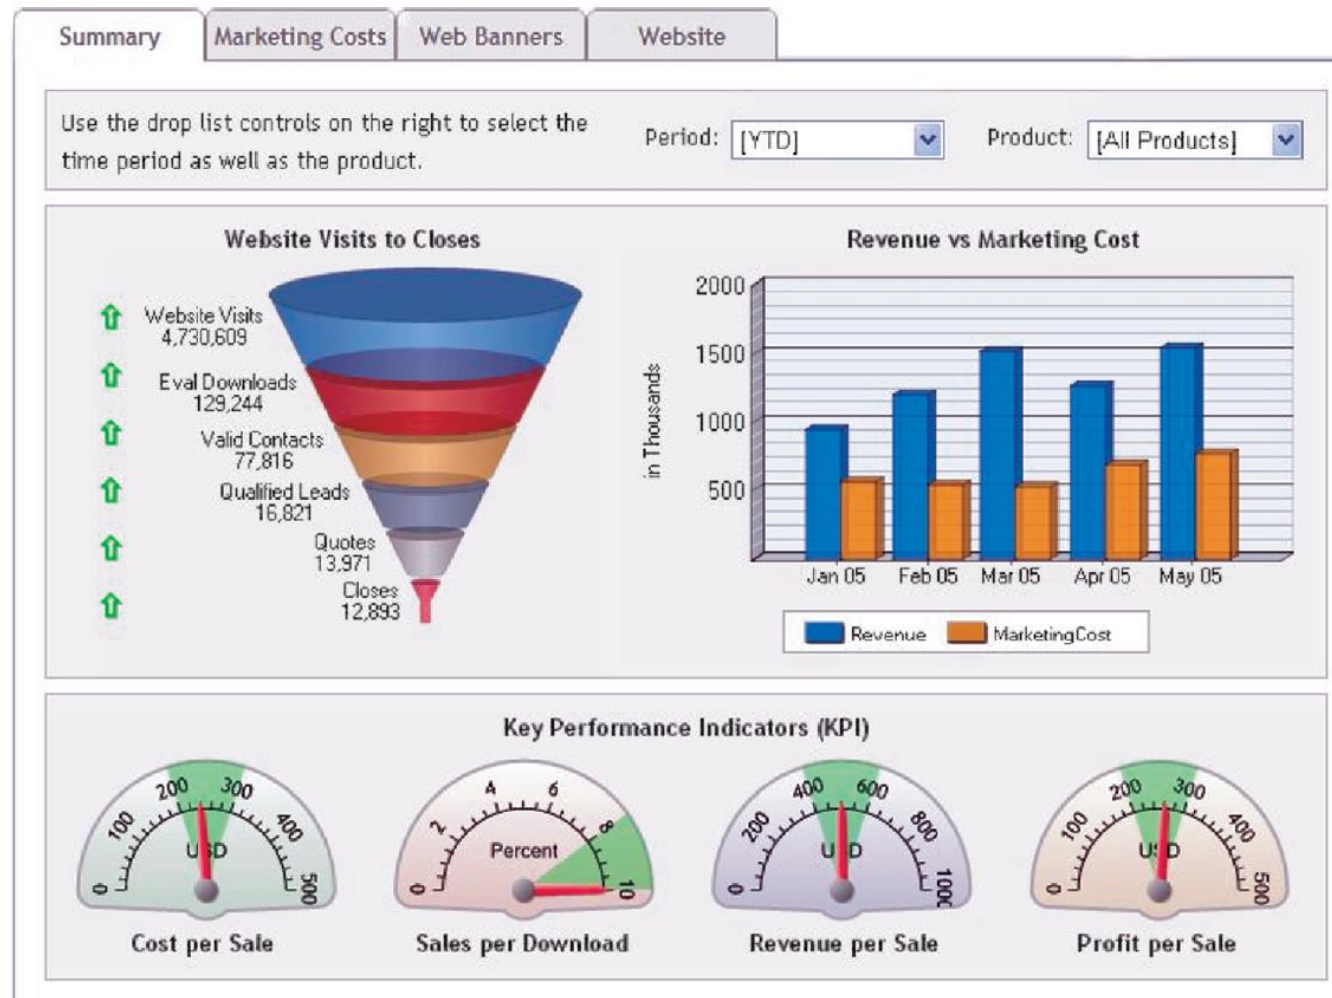 Summary
Marketing Costs
Web Banners
Website
Use the drop list controls on the right to select the
time period as well as the product.
Period: [YTD]
Product: [All Products]
Website Visits to Closes
Website Visits
4,730,609
Eval Downloads
129,244
Valid Contacts
77,816
Qualified Leads
16,821
Quotes
13,971
Closes
12,893
Revenue vs Marketing Cost
in Thousands
2000
1500
1000
500
Jan 05 Feb 05 Mar 05 Apr 05 May 05
Revenue MarketingCost
Key Performance Indicators (KPI)
0 100 200 300 400 500
USD
Cost per Sale
0 2 4 6 8 10
Percent
Sales per Download
0 200 400 600 800 1000
USD
Revenue per Sale
0 100 200 300 400 500
USD
Profit per Sale